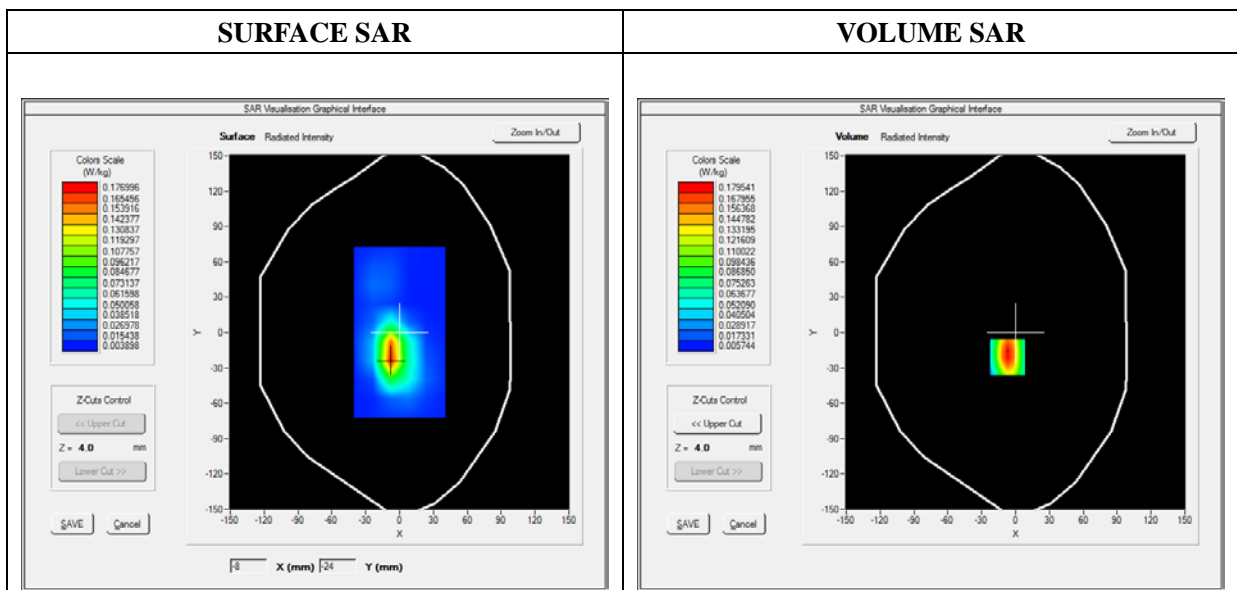 SURFACE SAR
VOLUME SAR
SAR Visualisation Graphical Interface
Surface Radiated Intensity
Zoom In/Out
Colors Scale
(W/kg)
0.176996
0.165456
0.153916
0.142377
0.130837
0.119297
0.107757
0.096217
0.084677
0.073137
0.061598
0.050058
0.038518
0.026978
0.015438
0.003898
Z-Cuts Control
<< Upper Cut
Z = 4.0 mm
Lower Cut >>
SAVE Cancel
150
120
90
60
30
0
-30
-60
-90
-120
-150
Y
-150 -120 -90 -60 -30 0 30 60 90 120 150
X
-8 X (mm) -24 Y (mm)
SAR Visualisation Graphical Interface
Volume Radiated Intensity
Zoom In/Out
Colors Scale
(W/kg)
0.179541
0.167955
0.156368
0.144782
0.133195
0.121609
0.110022
0.098436
0.086850
0.075263
0.063677
0.052090
0.040504
0.028917
0.017331
0.005744
Z-Cuts Control
<< Upper Cut
Z = 4.0 mm
Lower Cut >>
SAVE Cancel
150
120
90
60
30
0
-30
-60
-90
-120
-150
Y
-150 -120 -90 -60 -30 0 30 60 90 120 150
X